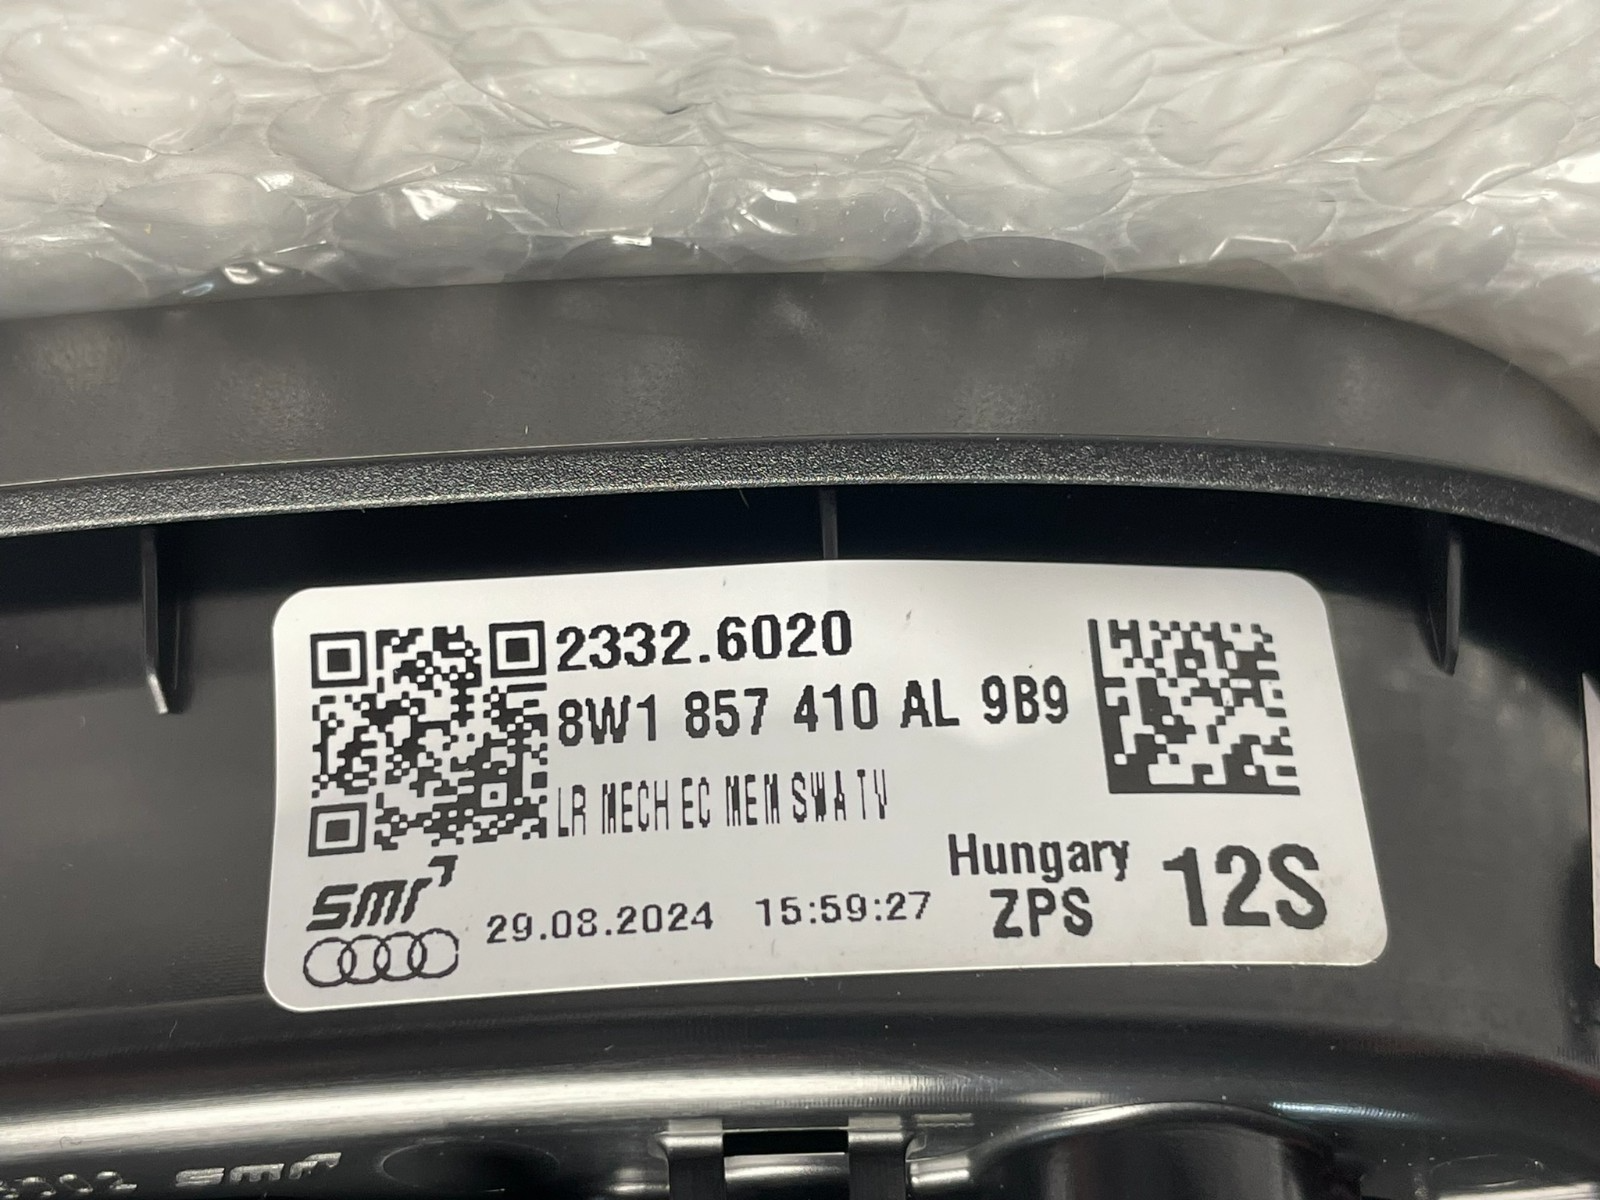 2332.6020
8W1 857 410 AL 9B9
LR MECH EC MEM SWA TV
smr
29.08.2024 15:59:27
Hungary
ZPS
12S
smr